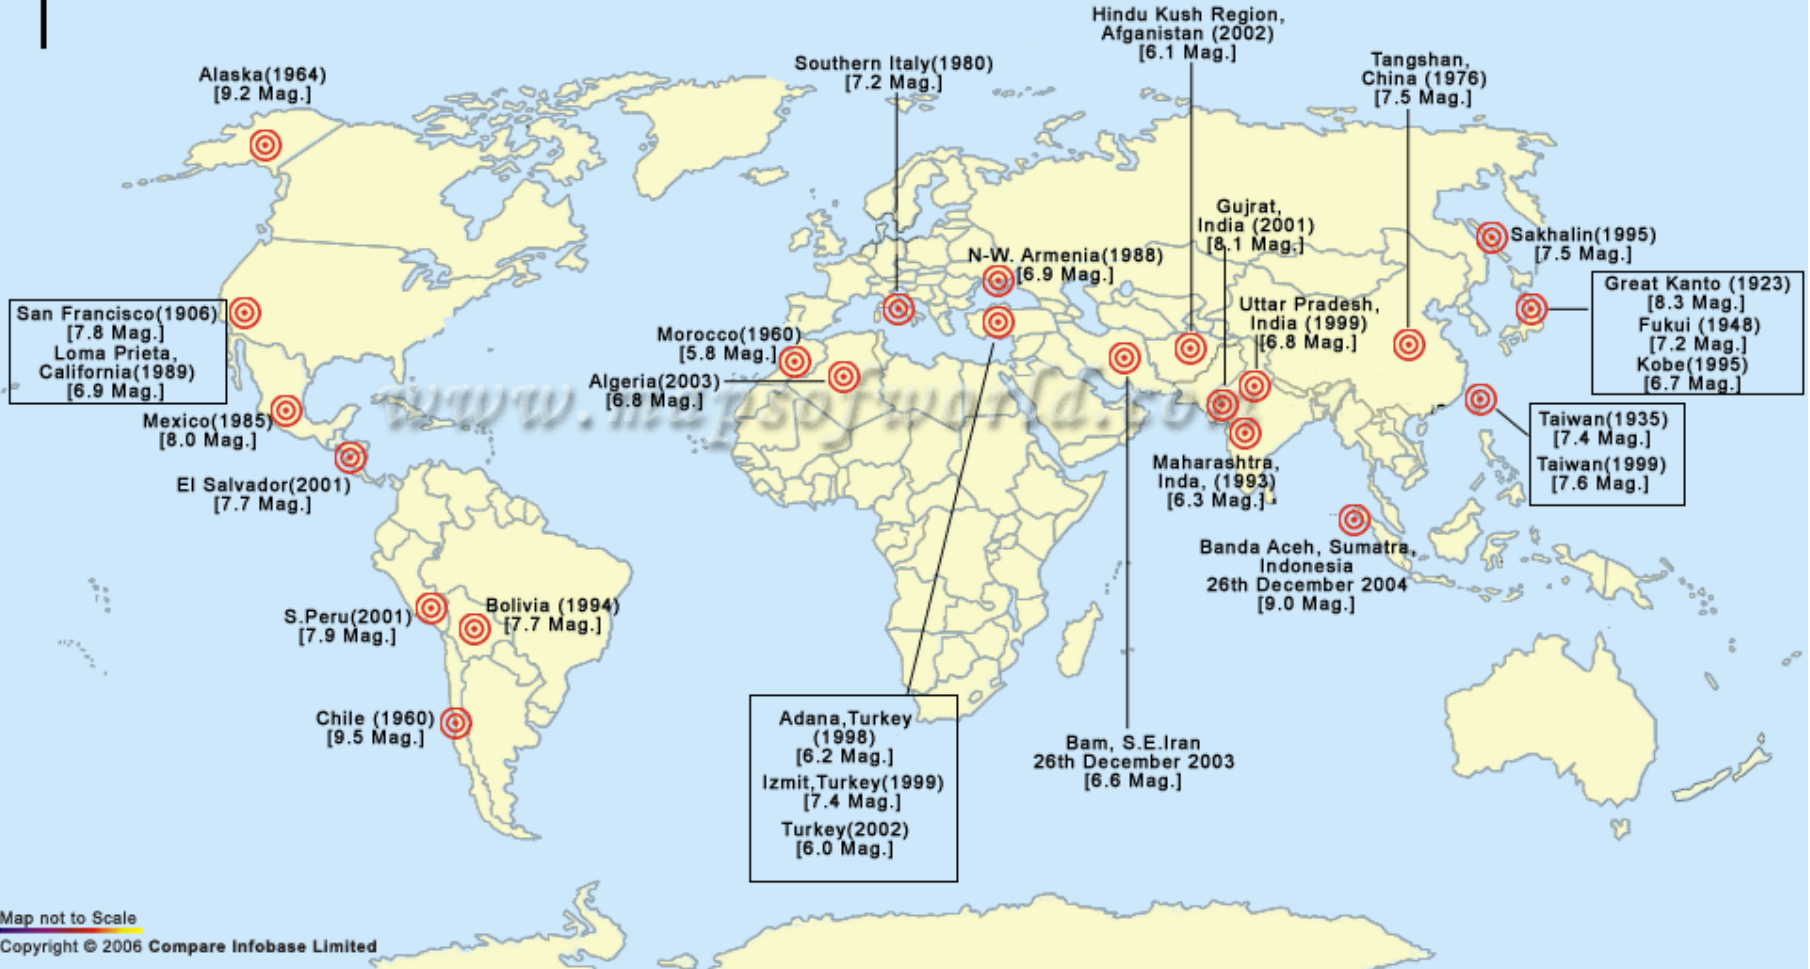 Hindu Kush Region,
Afganistan (2002)
[6.1 Mag.]
Southern Italy(1980)
[7.2 Mag.]
Tangshan,
China (1976)
[7.5 Mag.]
Alaska(1964)
[9.2 Mag.]
Gujrat,
India (2001)
[8.1 Mag.]
Sakhalin(1995)
[7.5 Mag.]
N-W. Armenia(1988)
[6.9 Mag.]
Great Kanto (1923)
[8.3 Mag.]
Fukui (1948)
[7.2 Mag.]
Kobe(1995)
[6.7 Mag.]
Uttar Pradesh,
India (1999)
[6.8 Mag.]
San Francisco(1906)
[7.8 Mag.]
Loma Prieta,
California(1989)
[6.9 Mag.]
Morocco(1960)
[5.8 Mag.]
Algeria(2003)
[6.8 Mag.]
www.mapsofworld.com
Mexico(1985)
[8.0 Mag.]
Taiwan(1935)
[7.4 Mag.]
Taiwan(1999)
[7.6 Mag.]
El Salvador(2001)
[7.7 Mag.]
Maharashtra,
Inda, (1993)
[6.3 Mag.]
Banda Aceh, Sumatra,
Indonesia
26th December 2004
[9.0 Mag.]
S.Peru(2001)
[7.9 Mag.]
Bolivia (1994)
[7.7 Mag.]
Chile (1960)
[9.5 Mag.]
Adana,Turkey
(1998)
[6.2 Mag.]
Izmit,Turkey(1999)
[7.4 Mag.]
Turkey(2002)
[6.0 Mag.]
Bam, S.E.Iran
26th December 2003
[6.6 Mag.]
Map not to Scale
Copyright © 2006 Compare Infobase Limited